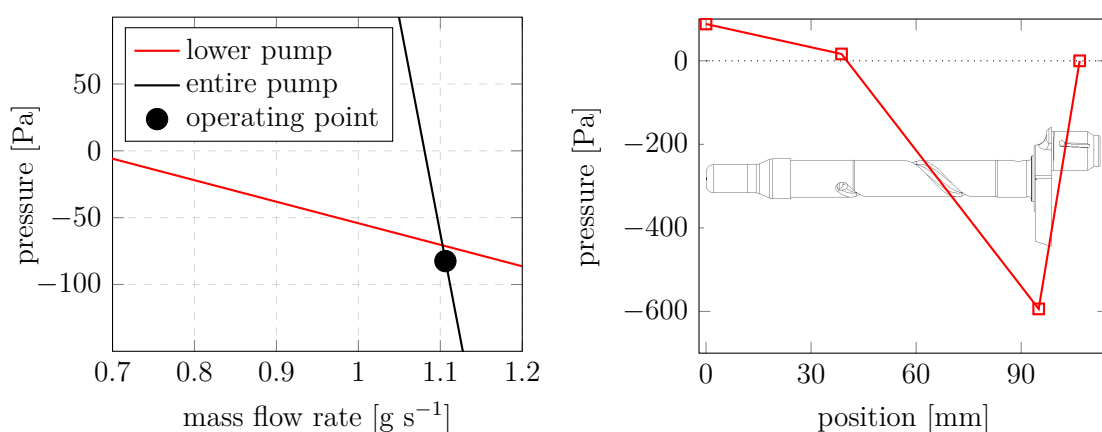 lower pump
entire pump
operating point
50
0
−50
−100
pressure [Pa]
0.7 0.8 0.9 1 1.1 1.2
mass flow rate [g s⁻¹]
0
−200
−400
−600
pressure [Pa]
0 30 60 90
position [mm]